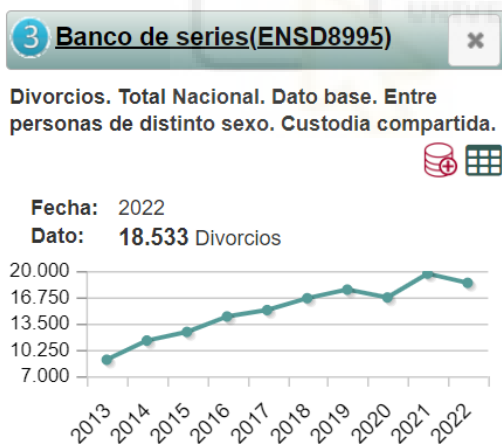 UNIVE
3 Banco de series(ENSD8995) ×
Divorcios. Total Nacional. Dato base. Entre
personas de distinto sexo. Custodia compartida.
Fecha: 2022
Dato: 18.533 Divorcios
20.000
16.750
13.500
10.250
7.000
2013 2014 2015 2016 2017 2018 2019 2020 2021 2022